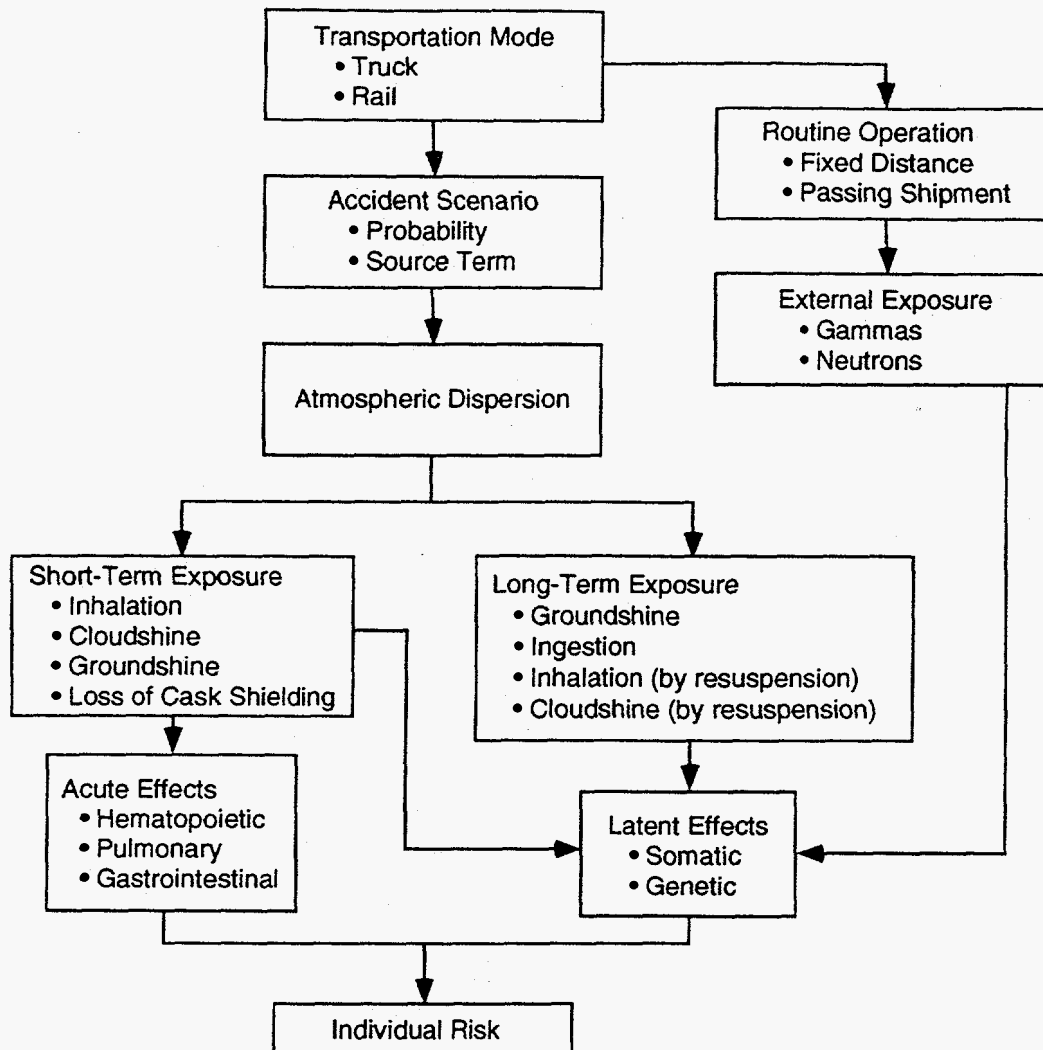 Transportation Mode
• Truck
• Rail
Routine Operation
• Fixed Distance
• Passing Shipment
Accident Scenario
• Probability
• Source Term
External Exposure
• Gammas
• Neutrons
Atmospheric Dispersion
Short-Term Exposure
• Inhalation
• Cloudshine
• Groundshine
• Loss of Cask Shielding
Long-Term Exposure
• Groundshine
• Ingestion
• Inhalation (by resuspension)
• Cloudshine (by resuspension)
Acute Effects
• Hematopoietic
• Pulmonary
• Gastrointestinal
Latent Effects
• Somatic
• Genetic
Individual Risk